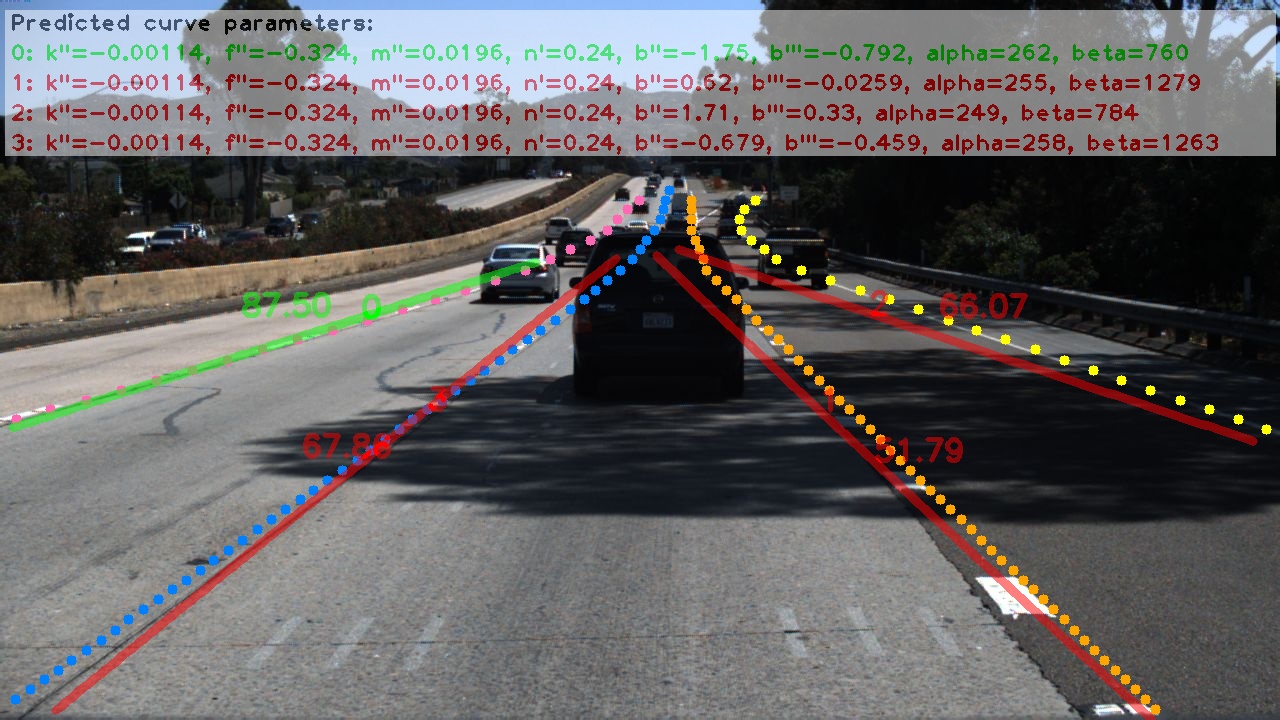 Predicted curve parameters:
0: k''=-0.00114, f''=-0.324, m''=0.0196, n'=0.24, b''=-1.75, b'''=-0.792, alpha=262, beta=760
1: k''=-0.00114, f''=-0.324, m''=0.0196, n'=0.24, b''=0.62, b'''=-0.0259, alpha=255, beta=1279
2: k''=-0.00114, f''=-0.324, m''=0.0196, n'=0.24, b''=1.71, b'''=0.33, alpha=249, beta=784
3: k''=-0.00114, f''=-0.324, m''=0.0196, n'=0.24, b''=-0.679, b'''=-0.459, alpha=258, beta=1263
87.50 0 2 66.07
3 1
67.86 51.79